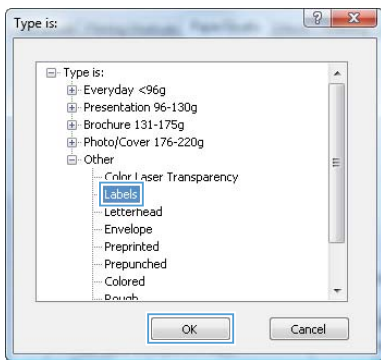 Type is:
Type is:
Everyday <96g
Presentation 96-130g
Brochure 131-175g
Photo/Cover 176-220g
Other
Color Laser Transparency
Labels
Letterhead
Envelope
Preprinted
Prepunched
Colored
Rough
OK
Cancel